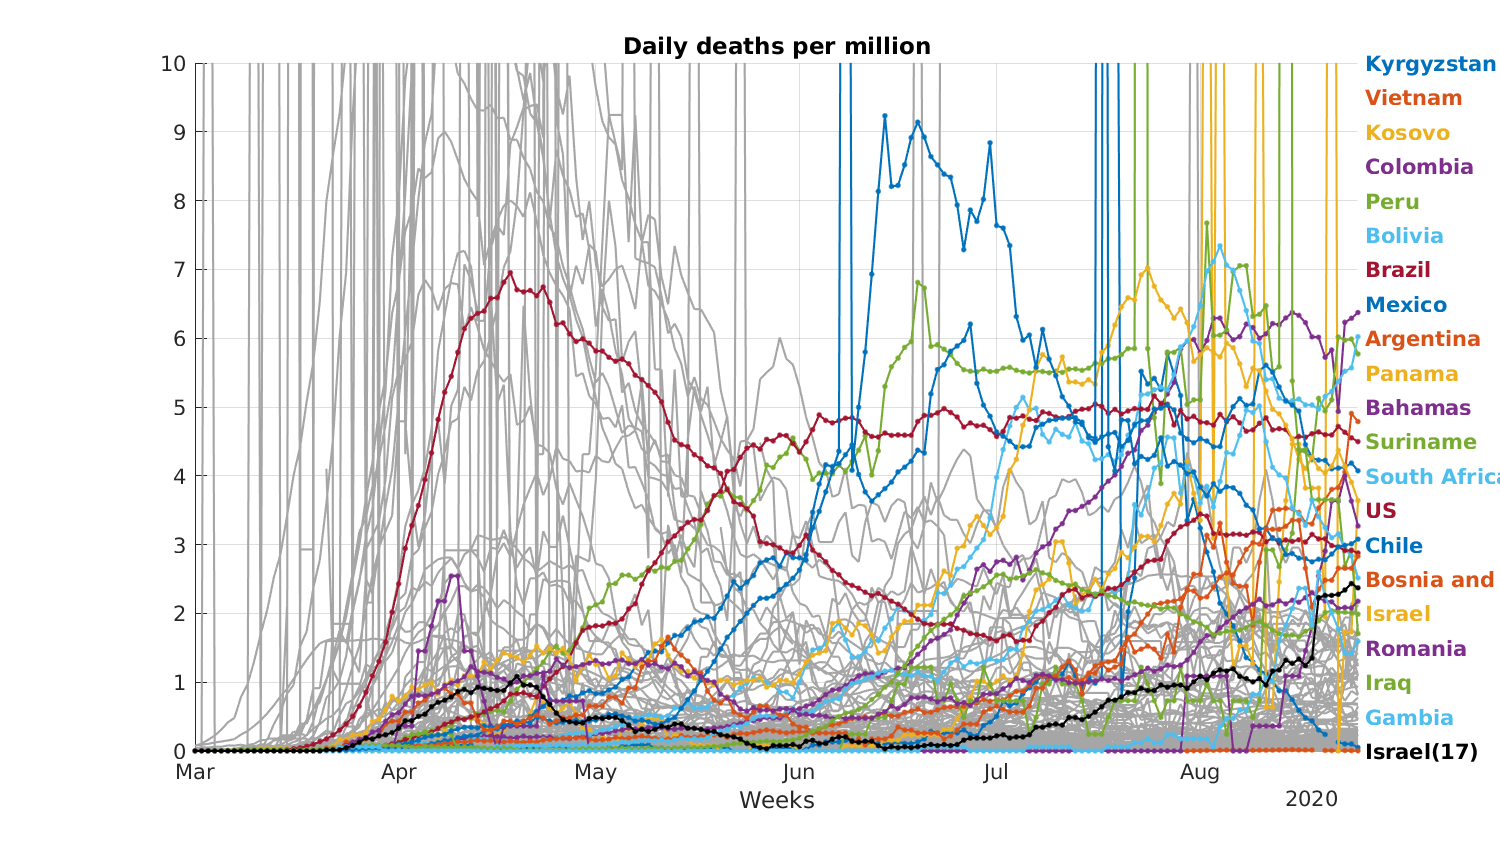 Daily deaths per million
10
9
8
7
6
5
4
3
2
1
0
Mar
Apr
May
Jun
Jul
Aug
Weeks
2020
Kyrgyzstan
Vietnam
Kosovo
Colombia
Peru
Bolivia
Brazil
Mexico
Argentina
Panama
Bahamas
Suriname
South Africa
US
Chile
Bosnia and
Israel
Romania
Iraq
Gambia
Israel(17)